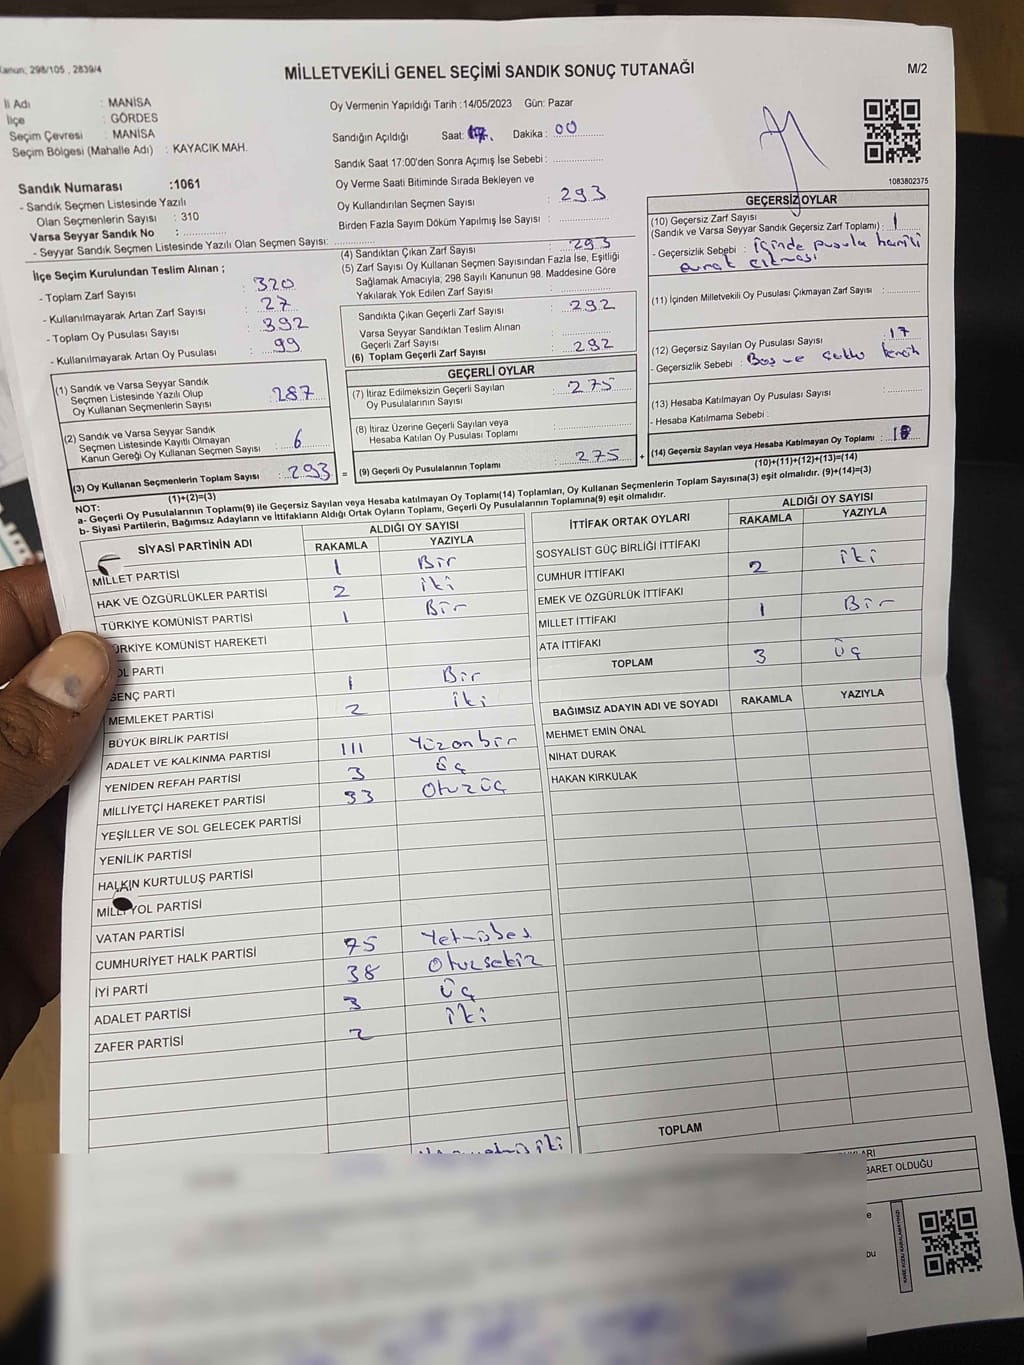 Kanun; 298/105 , 2839/4
MİLLETVEKİLİ GENEL SEÇİMİ SANDIK SONUÇ TUTANAĞI
M/2
İl Adı : MANİSA
İlçe : GÖRDES
Seçim Çevresi : MANİSA
Seçim Bölgesi (Mahalle Adı) : KAYACIK MAH.
Sandık Numarası :1061
- Sandık Seçmen Listesinde Yazılı
Olan Seçmenlerin Sayısı : 310
Varsa Seyyar Sandık No :
- Seyyar Sandık Seçmen Listesinde Yazılı Olan Seçmen Sayısı:
İlçe Seçim Kurulundan Teslim Alınan ;
- Toplam Zarf Sayısı : 320
- Kullanılmayarak Artan Zarf Sayısı : 27
- Toplam Oy Pusulası Sayısı : 392
- Kullanılmayarak Artan Oy Pusulası : 99
(1) Sandık ve Varsa Seyyar Sandık
Seçmen Listesinde Yazılı Olup
Oy Kullanan Seçmenlerin Sayısı : 287
(2) Sandık ve Varsa Seyyar Sandık
Seçmen Listesinde Kayıtlı Olmayan
Kanun Gereği Oy Kullanan Seçmen Sayısı : 6
(3) Oy Kullanan Seçmenlerin Toplam Sayısı : 293
(1)+(2)=(3)
Oy Vermenin Yapıldığı Tarih :14/05/2023 Gün: Pazar
Sandığın Açıldığı Saat: 17. Dakika : 00
Sandık Saat 17:00'den Sonra Açımış İse Sebebi :
Oy Verme Saati Bitiminde Sırada Bekleyen ve
Oy Kullandırılan Seçmen Sayısı : 293
Birden Fazla Sayım Döküm Yapılmış İse Sayısı :
(4) Sandıktan Çıkan Zarf Sayısı : 293
(5) Zarf Sayısı Oy Kullanan Seçmen Sayısından Fazla İse, Eşitliği
Sağlamak Amacıyla, 298 Sayılı Kanunun 98. Maddesine Göre
Yakılarak Yok Edilen Zarf Sayısı :
Sandıkta Çıkan Geçerli Zarf Sayısı : 292
Varsa Seyyar Sandıktan Teslim Alınan
Geçerli Zarf Sayısı :
(6) Toplam Geçerli Zarf Sayısı : 292
GEÇERLİ OYLAR
(7) İtiraz Edilmeksizin Geçerli Sayılan
Oy Pusulalarının Sayısı : 275
(8) İtiraz Üzerine Geçerli Sayılan veya
Hesaba Katılan Oy Pusulası Toplamı :
= (9) Geçerli Oy Pusulalarının Toplamı : 275 +
1083802375
GEÇERSİZ OYLAR
(10) Geçersiz Zarf Sayısı
(Sandık ve Varsa Seyyar Sandık Geçersiz Zarf Toplamı) : 1
- Geçersizlik Sebebi : içinde pusula harici
evrak çıkması
(11) İçinden Milletvekili Oy Pusulası Çıkmayan Zarf Sayısı :
(12) Geçersiz Sayılan Oy Pusulası Sayısı : 17
- Geçersizlik Sebebi : Boş ve çoklu tercih
(13) Hesaba Katılmayan Oy Pusulası Sayısı :
- Hesaba Katılmama Sebebi :
(14) Geçersiz Sayılan veya Hesaba Katılmayan Oy Toplamı : 18
(10)+(11)+(12)+(13)=(14)
NOT:
a- Geçerli Oy Pusulalarının Toplamı(9) ile Geçersiz Sayılan veya Hesaba katılmayan Oy Toplamı(14) Toplamları, Oy Kullanan Seçmenlerin Toplam Sayısına(3) eşit olmalıdır. (9)+(14)=(3)
b- Siyasi Partilerin, Bağımsız Adayların ve İttifakların Aldığı Ortak Oyların Toplamı, Geçerli Oy Pusulalarının Toplamına(9) eşit olmalıdır.
SİYASİ PARTİNİN ADI ALDIĞI OY SAYISI
RAKAMLA YAZIYLA
MİLLET PARTİSİ 1 Bir
HAK VE ÖZGÜRLÜKLER PARTİSİ 2 iki
TÜRKİYE KOMÜNİST PARTİSİ 1 Bir
ÜRKİYE KOMÜNİST HAREKETİ
OL PARTİ
GENÇ PARTİ 1 Bir
MEMLEKET PARTİSİ 2 iki
BÜYÜK BİRLİK PARTİSİ
ADALET VE KALKINMA PARTİSİ 111 Yüzonbir
YENİDEN REFAH PARTİSİ 3 üç
MİLLİYETÇİ HAREKET PARTİSİ 33 Otuzüç
YEŞİLLER VE SOL GELECEK PARTİSİ
YENİLİK PARTİSİ
HALKIN KURTULUŞ PARTİSİ
MİLLİ YOL PARTİSİ
VATAN PARTİSİ
CUMHURİYET HALK PARTİSİ 75 Yetmişbeş
İYİ PARTİ 38 Otuzsekiz
ADALET PARTİSİ 3 üç
ZAFER PARTİSİ 2 iki
İTTİFAK ORTAK OYLARI ALDIĞI OY SAYISI
RAKAMLA YAZIYLA
SOSYALİST GÜÇ BİRLİĞİ İTTİFAKI
CUMHUR İTTİFAKI 2 iki
EMEK VE ÖZGÜRLÜK İTTİFAKI
MİLLET İTTİFAKI 1 Bir
ATA İTTİFAKI
TOPLAM 3 üç
BAĞIMSIZ ADAYIN ADI VE SOYADI RAKAMLA YAZIYLA
MEHMET EMİN ÖNAL
NİHAT DURAK
HAKAN KIRKULAK
TOPLAM
BARET OLDUĞU